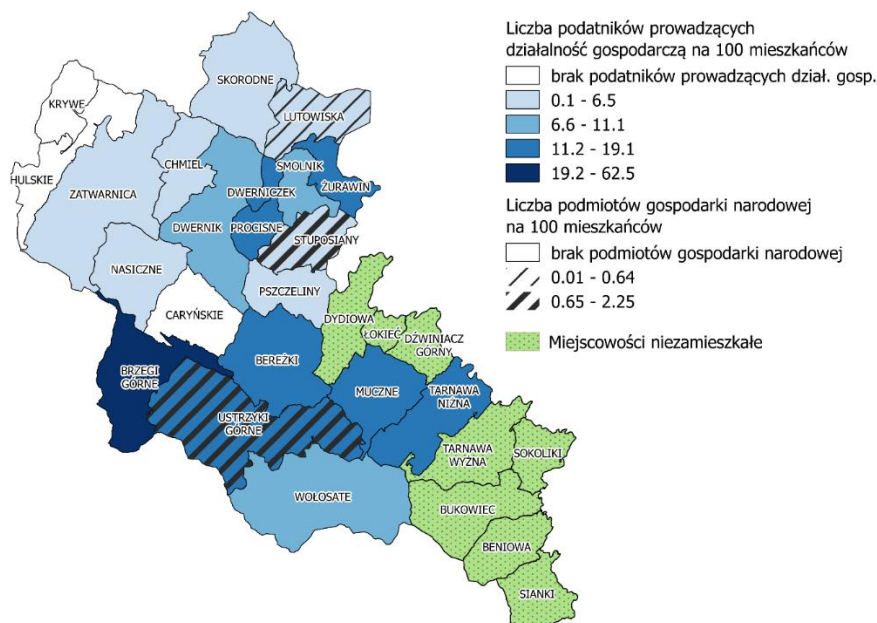 Liczba podatników prowadzących
działalność gospodarczą na 100 mieszkańców
brak podatników prowadzących dział. gosp.
0.1 - 6.5
6.6 - 11.1
11.2 - 19.1
19.2 - 62.5
Liczba podmiotów gospodarki narodowej
na 100 mieszkańców
brak podmiotów gospodarki narodowej
0.01 - 0.64
0.65 - 2.25
Miejscowości niezamieszkałe
SKORODNE
KRYWE
LUTOWISKA
HULSKIE
ZATWARNICA
CHMIEL
SMOLNIK
DWERNICZEK
ŻURAWIN
DWERNIK
PROCISNE
STUPOSIANY
NASICZNE
PSZCZELINY
CARYŃSKIE
DYDIOWA
ŁOKIEĆ
DŹWINIACZ
GÓRNY
BRZEGI
GÓRNE
BEREŻKI
MUCZNE
TARNAWA
NIŻNA
USTRZYKI
GÓRNE
TARNAWA
WYŻNA
SOKOLIKI
WOŁOSATE
BUKOWIEC
BENIOWA
SIANKI